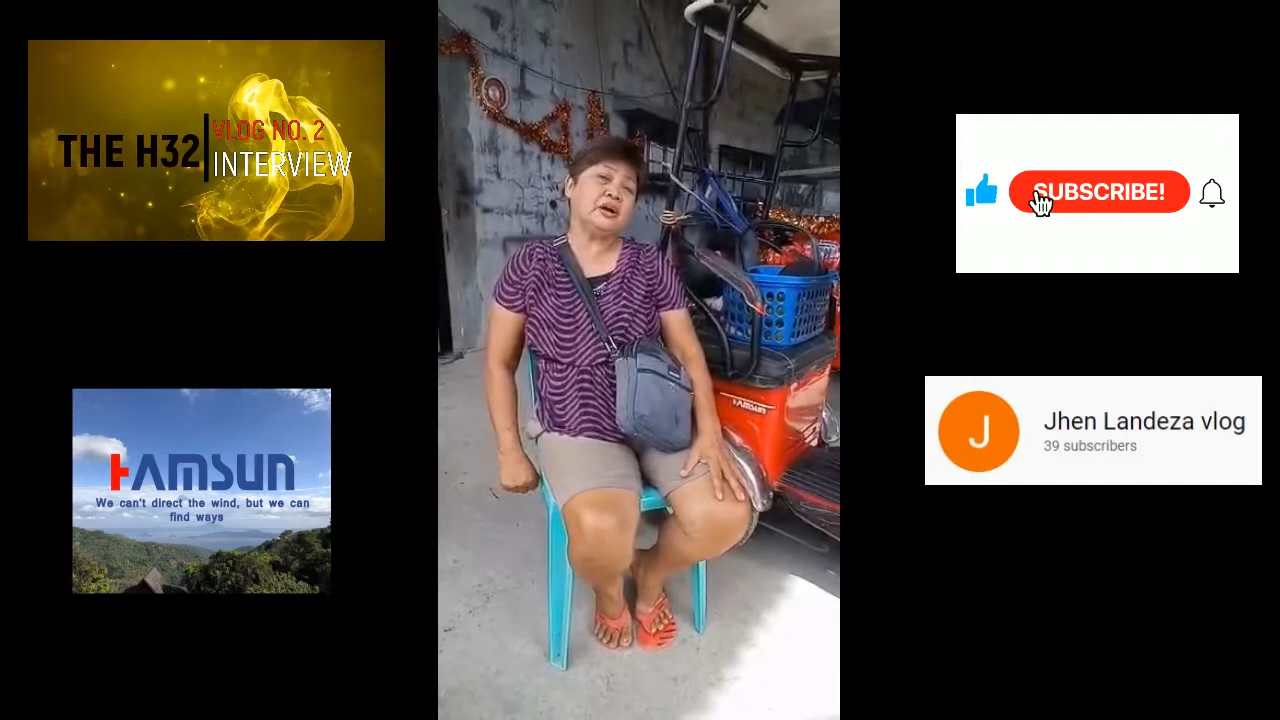 THE H32
VLOG NO. 2
INTERVIEW
HAMSUN
We can't direct the wind, but we can
find ways
HAMSUN
SUBSCRIBE!
J
Jhen Landeza vlog
39 subscribers